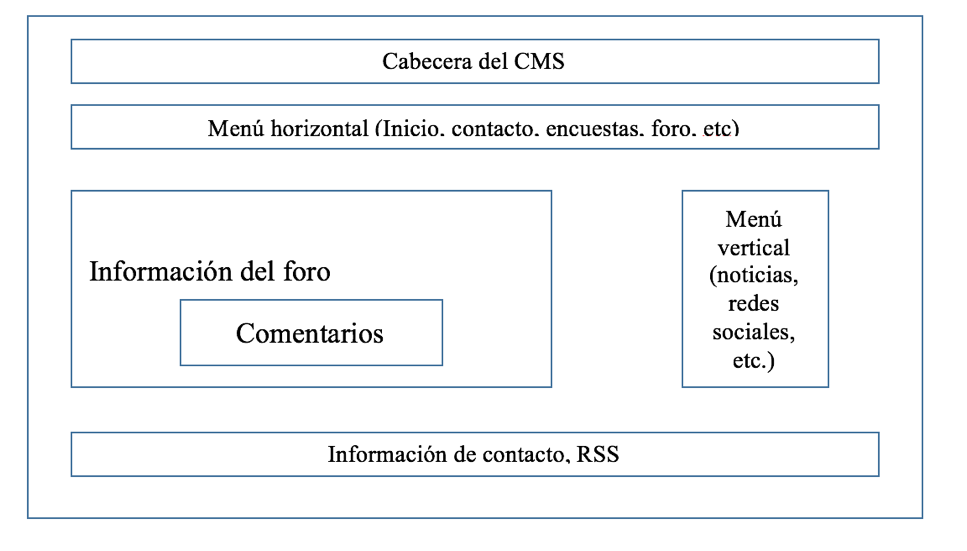 Cabecera del CMS
Menú horizontal (Inicio, contacto, encuestas, foro, etc)
Información del foro
Comentarios
Menú
vertical
(noticias,
redes
sociales,
etc.)
Información de contacto, RSS